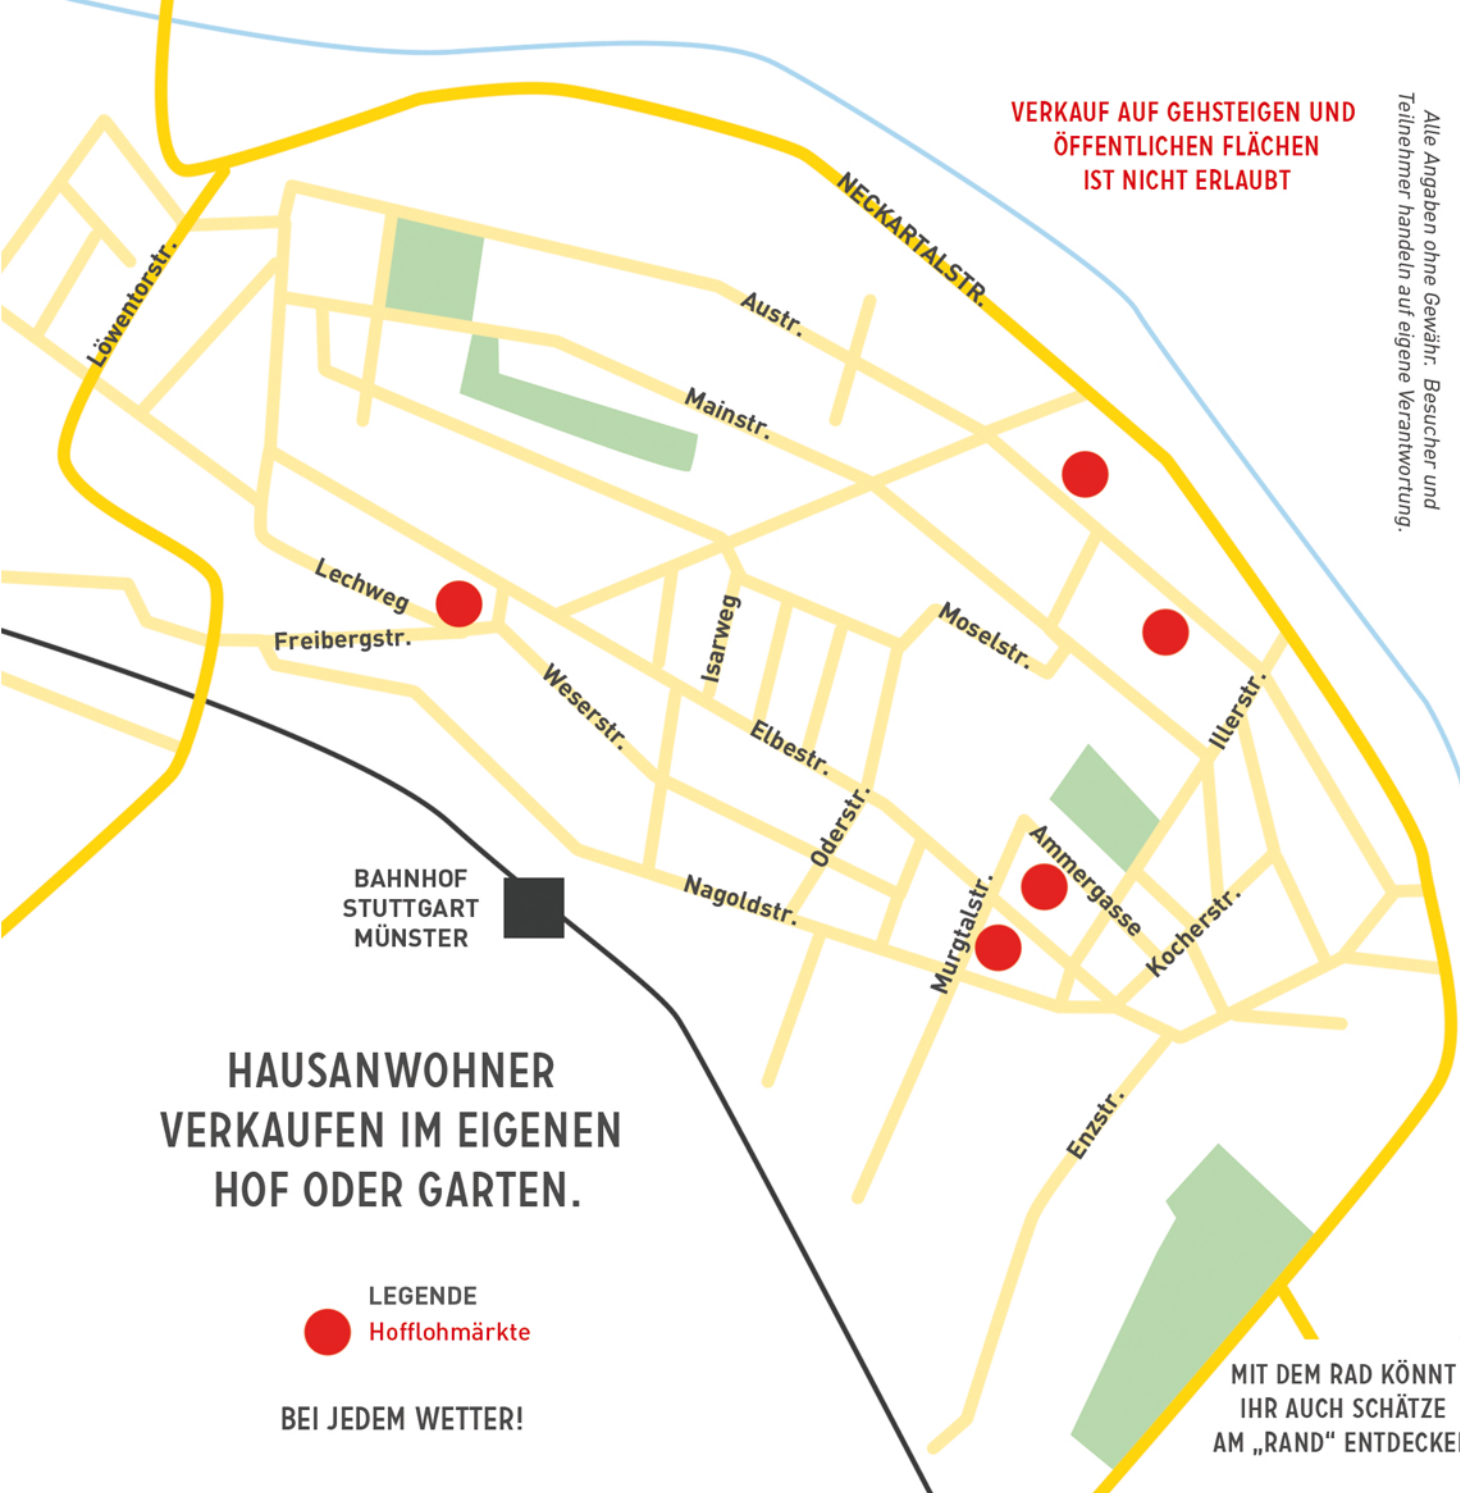 VERKAUF AUF GEHSTEIGEN UND
ÖFFENTLICHEN FLÄCHEN
IST NICHT ERLAUBT
Alle Angaben ohne Gewähr. Besucher und
Teilnehmer handeln auf eigene Verantwortung.
NECKARTALSTR.
Löwentorstr.
Austr.
Mainstr.
Lechweg
Freibergstr.
Isarweg
Moselstr.
Weserstr.
Illerstr.
Elbestr.
Oderstr.
Ammergasse
Nagoldstr.
Murgtalstr.
Kocherstr.
Enzstr.
BAHNHOF
STUTTGART
MÜNSTER
HAUSANWOHNER
VERKAUFEN IM EIGENEN
HOF ODER GARTEN.
LEGENDE
Hofflohmärkte
BEI JEDEM WETTER!
MIT DEM RAD KÖNNT
IHR AUCH SCHÄTZE
AM „RAND“ ENTDECKE